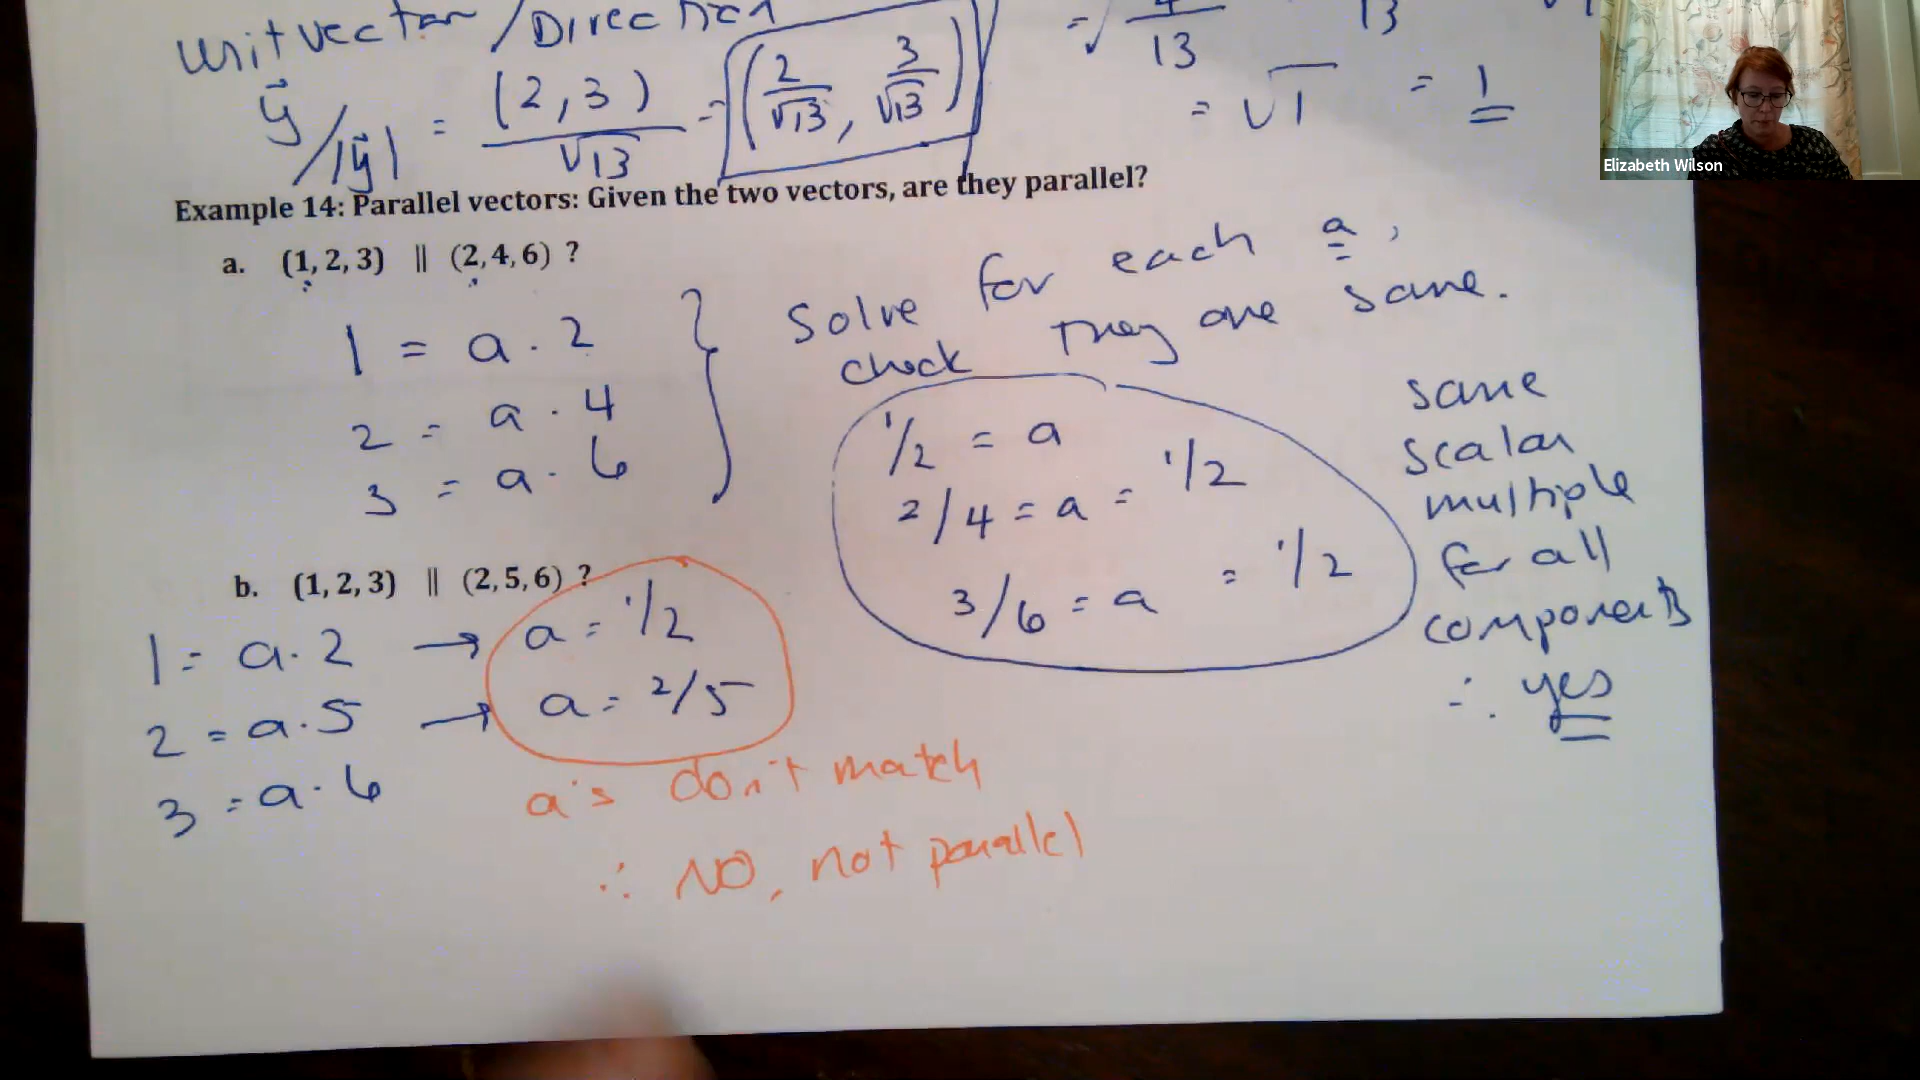 unit vector / Direction
ÿ / |ÿ| = (2, 3) / √13 = (2/√13, 3/√13)
= √ 4/13 13
= √1 = 1
Elizabeth Wilson
Example 14: Parallel vectors: Given the two vectors, are they parallel?
a. (1, 2, 3) || (2, 4, 6) ?
1 = a · 2
2 = a · 4
3 = a · 6
Solve for each a,
check they are same.
1/2 = a
2/4 = a = 1/2
3/6 = a = 1/2
same
scalar
multiple
for all
components
∴ yes
b. (1, 2, 3) || (2, 5, 6) ?
1 = a · 2 → a = 1/2
2 = a · 5 → a = 2/5
3 = a · 6
a's don't match
∴ NO, not parallel